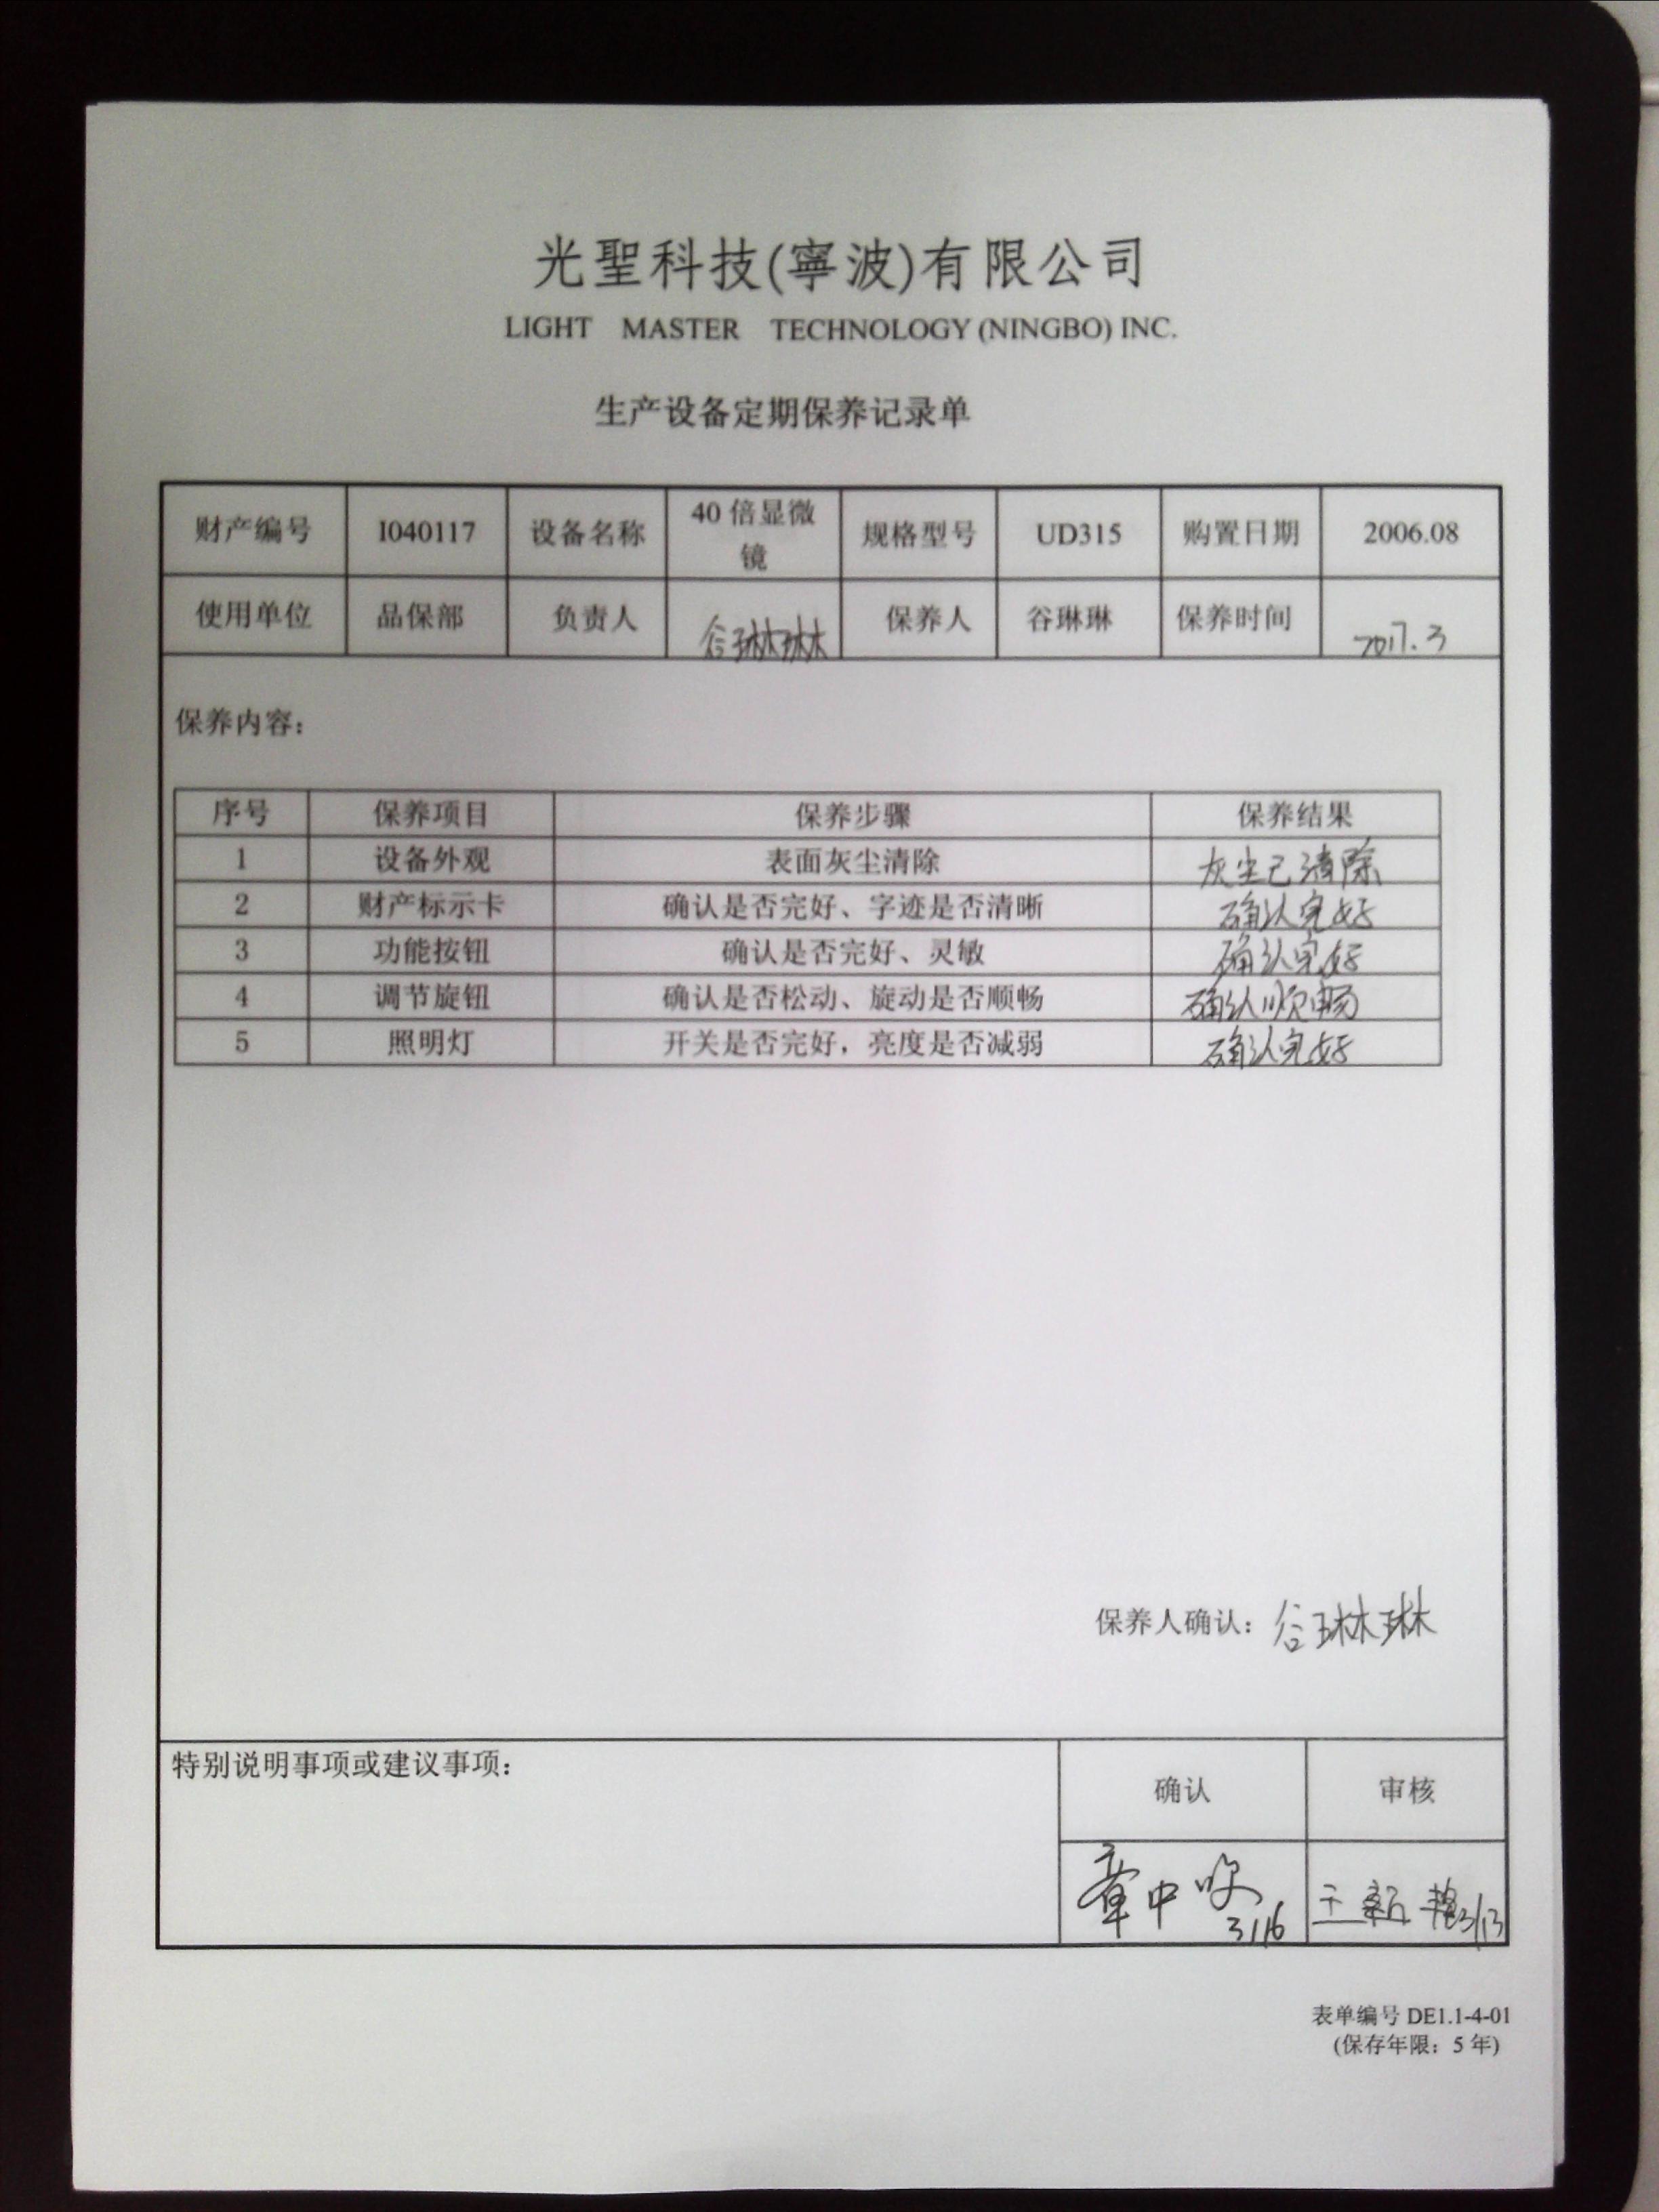 光聖科技(寧波)有限公司
LIGHT MASTER TECHNOLOGY (NINGBO) INC.
生产设备定期保养记录单
财产编号 I040117 设备名称 40倍显微镜 规格型号 UD315 购置日期 2006.08
使用单位 品保部 负责人 谷琳琳 保养人 谷琳琳 保养时间 2017.3
保养内容：
序号 保养项目 保养步骤 保养结果
1 设备外观 表面灰尘清除 灰尘已清除
2 财产标示卡 确认是否完好、字迹是否清晰 确认完好
3 功能按钮 确认是否完好、灵敏 确认完好
4 调节旋钮 确认是否松动、旋动是否顺畅 确认顺畅
5 照明灯 开关是否完好，亮度是否减弱 确认完好
保养人确认：谷琳琳
特别说明事项或建议事项： 确认 审核
章中 3/16 王新 3/13
表单编号 DE1.1-4-01
(保存年限：5 年)